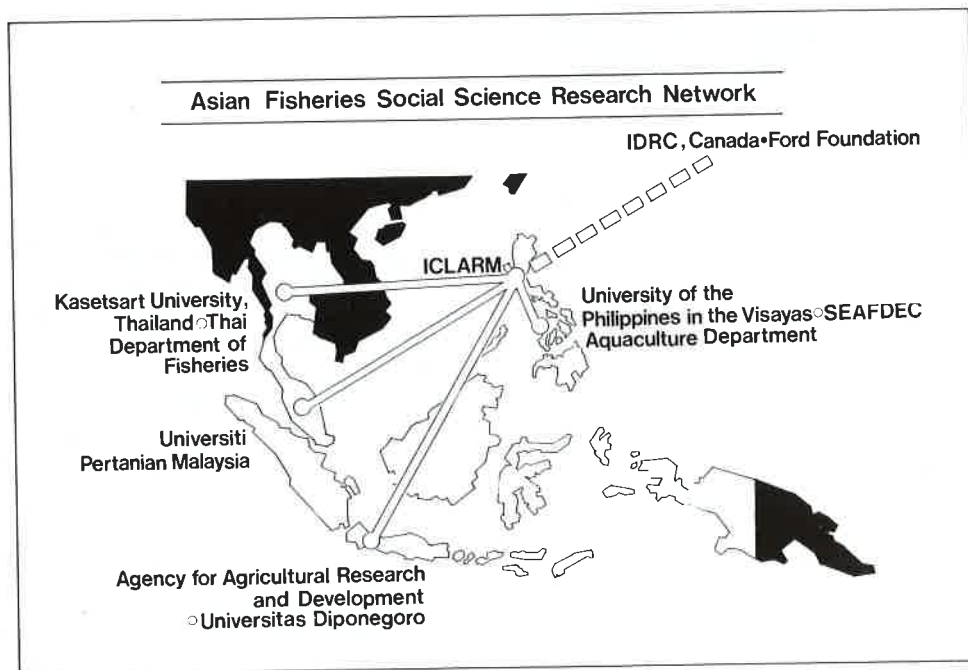 Asian Fisheries Social Science Research Network
IDRC, Canada•Ford Foundation
ICLARM
Kasetsart University,
Thailand○Thai
Department of
Fisheries
University of the
Philippines in the Visayas○SEAFDEC
Aquaculture Department
Universiti
Pertanian Malaysia
Agency for Agricultural Research
and Development
○Universitas Diponegoro